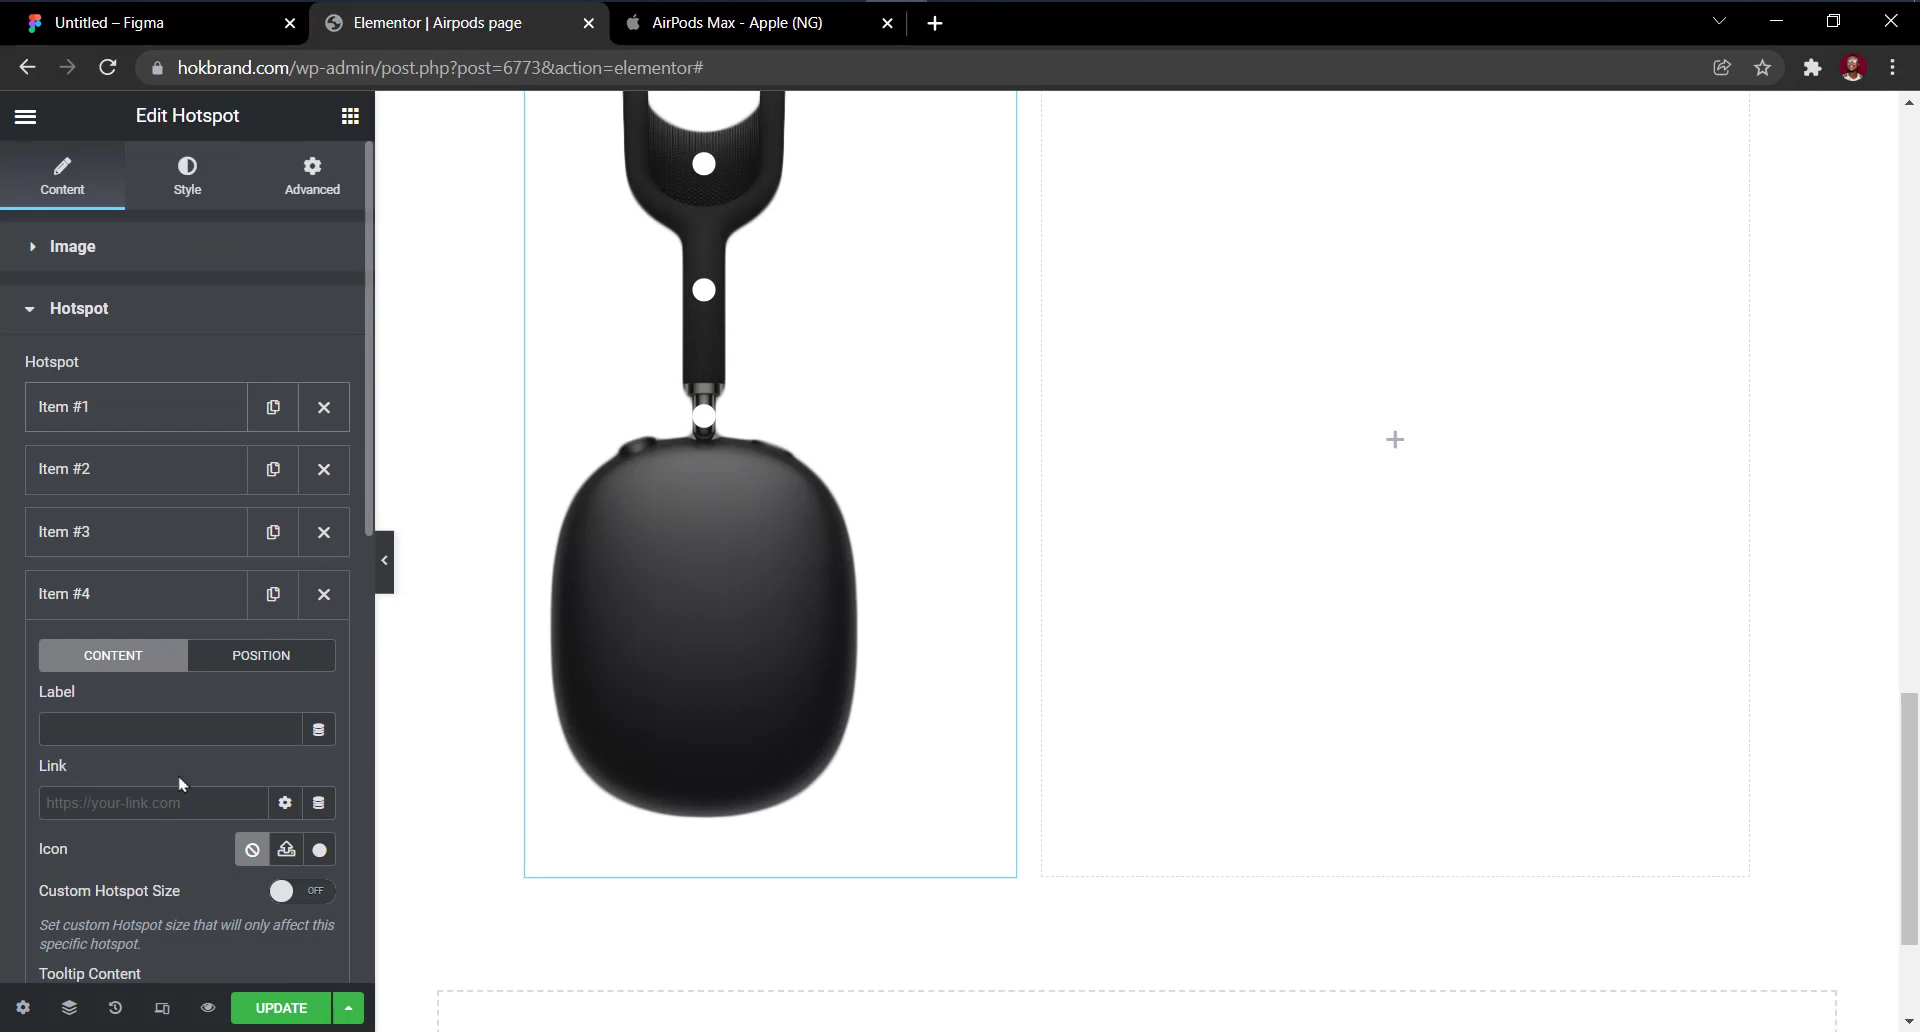 Untitled – Figma
Elementor | Airpods page
AirPods Max - Apple (NG)
hokbrand.com/wp-admin/post.php?post=6773&action=elementor#
Edit Hotspot
Content
Style
Advanced
Image
Hotspot
Hotspot
Item #1
Item #2
Item #3
Item #4
CONTENT
POSITION
Label
Link
https://your-link.com
Icon
Custom Hotspot Size
OFF
Set custom Hotspot size that will only affect this
specific hotspot.
Tooltip Content
UPDATE